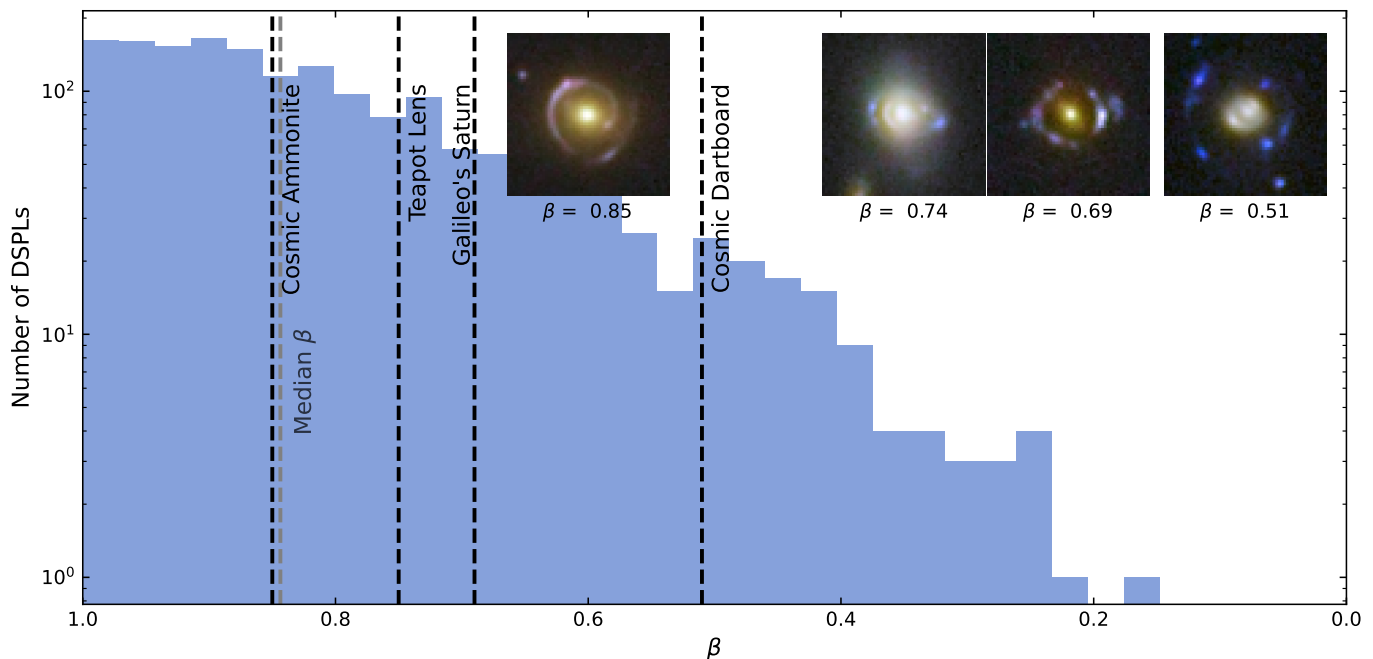 Number of DSPLs
10²
10¹
10⁰
Cosmic Ammonite
Median β
Teapot Lens
Galileo's Saturn
Cosmic Dartboard
β = 0.85
β = 0.74
β = 0.69
β = 0.51
1.0 0.8 0.6 0.4 0.2 0.0
β